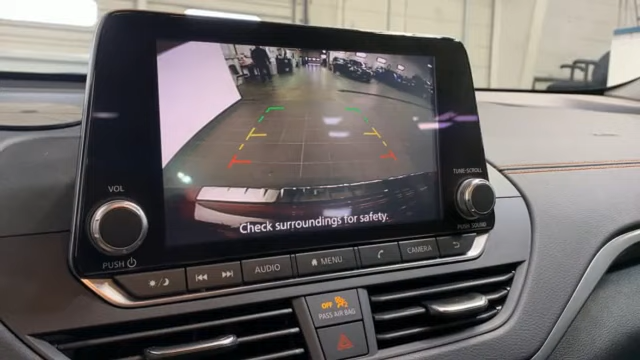 Check surroundings for safety.
VOL
PUSH
TUNE·SCROLL
PUSH SOUND
AUDIO
MENU
CAMERA
OFF
PASS AIR BAG